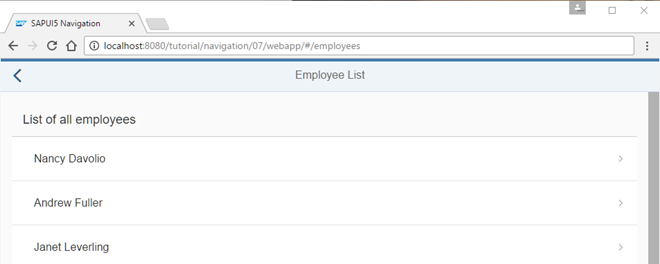 SAP SAPUI5 Navigation
localhost:8080/tutorial/navigation/07/webapp/#/employees
Employee List
List of all employees
Nancy Davolio
Andrew Fuller
Janet Leverling